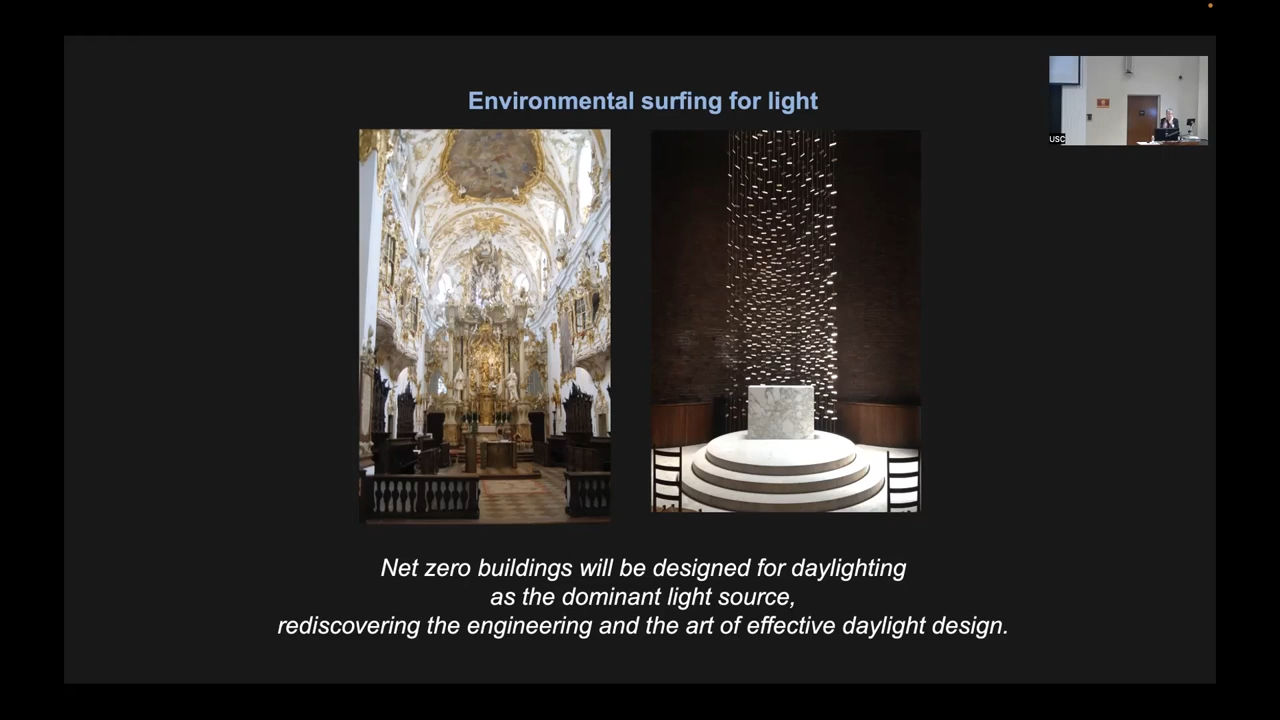 Environmental surfing for light
USC
Net zero buildings will be designed for daylighting
as the dominant light source,
rediscovering the engineering and the art of effective daylight design.